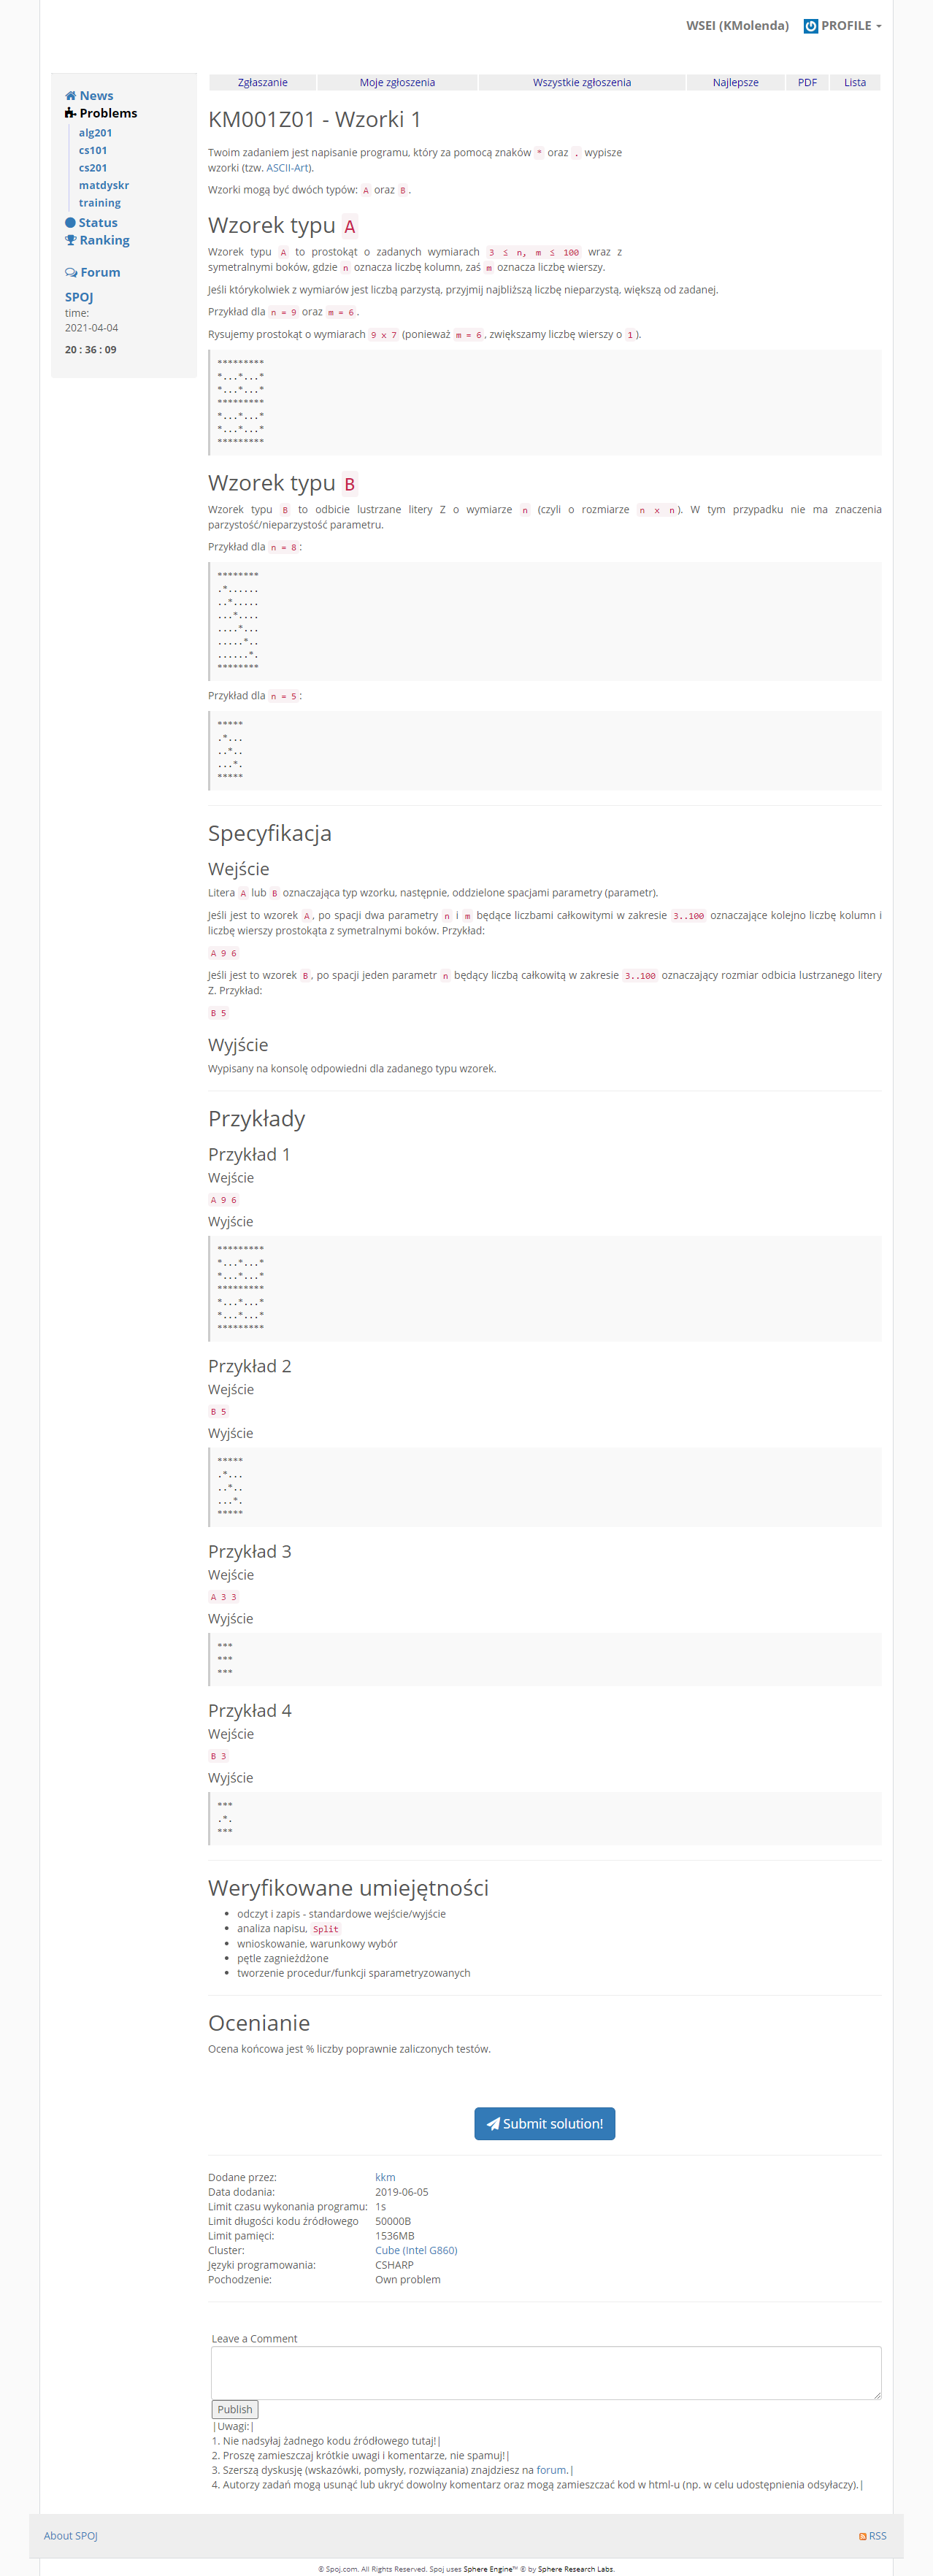 WSEI (KMolenda) PROFILE
News
Problems
alg201
cs101
cs201
matdyskr
training
Status
Ranking
Forum
SPOJ
time:
2021-04-04
20 : 36 : 09
Zgłaszanie Moje zgłoszenia Wszystkie zgłoszenia Najlepsze PDF Lista
KM001Z01 - Wzorki 1
Twoim zadaniem jest napisanie programu, który za pomocą znaków * oraz . wypisze
wzorki (tzw. ASCII-Art).
Wzorki mogą być dwóch typów: A oraz B.
Wzorek typu A
Wzorek typu A to prostokąt o zadanych wymiarach 3 ≤ n, m ≤ 100 wraz z
symetralnymi boków, gdzie n oznacza liczbę kolumn, zaś m oznacza liczbę wierszy.
Jeśli którykolwiek z wymiarów jest liczbą parzystą, przyjmij najbliższą liczbę nieparzystą, większą od zadanej.
Przykład dla n = 9 oraz m = 6.
Rysujemy prostokąt o wymiarach 9 x 7 (ponieważ m = 6, zwiększamy liczbę wierszy o 1).
*********
*...*...*
*...*...*
*********
*...*...*
*...*...*
*********
Wzorek typu B
Wzorek typu B to odbicie lustrzane litery Z o wymiarze n (czyli o rozmiarze n x n). W tym przypadku nie ma znaczenia
parzystość/nieparzystość parametru.
Przykład dla n = 8:
********
.*......
..*.....
...*....
....*...
.....*..
......*.
********
Przykład dla n = 5:
*****
.*...
..*..
...*.
*****
Specyfikacja
Wejście
Litera A lub B oznaczająca typ wzorku, następnie, oddzielone spacjami parametry (parametr).
Jeśli jest to wzorek A, po spacji dwa parametry n i m będące liczbami całkowitymi w zakresie 3..100 oznaczające kolejno liczbę kolumn i
liczbę wierszy prostokąta z symetralnymi boków. Przykład:
A 9 6
Jeśli jest to wzorek B, po spacji jeden parametr n będący liczbą całkowitą w zakresie 3..100 oznaczający rozmiar odbicia lustrzanego litery
Z. Przykład:
B 5
Wyjście
Wypisany na konsolę odpowiedni dla zadanego typu wzorek.
Przykłady
Przykład 1
Wejście
A 9 6
Wyjście
*********
*...*...*
*...*...*
*********
*...*...*
*...*...*
*********
Przykład 2
Wejście
B 5
Wyjście
*****
.*...
..*..
...*.
*****
Przykład 3
Wejście
A 3 3
Wyjście
***
***
***
Przykład 4
Wejście
B 3
Wyjście
***
.*.
***
Weryfikowane umiejętności
odczyt i zapis - standardowe wejście/wyjście
analiza napisu, Split
wnioskowanie, warunkowy wybór
pętle zagnieżdżone
tworzenie procedur/funkcji sparametryzowanych
Ocenianie
Ocena końcowa jest % liczby poprawnie zaliczonych testów.
Submit solution!
Dodane przez: kkm
Data dodania: 2019-06-05
Limit czasu wykonania programu: 1s
Limit długości kodu źródłowego 50000B
Limit pamięci: 1536MB
Cluster: Cube (Intel G860)
Języki programowania: CSHARP
Pochodzenie: Own problem
Leave a Comment
Publish
|Uwagi:|
1. Nie nadsyłaj żadnego kodu źródłowego tutaj!|
2. Proszę zamieszczaj krótkie uwagi i komentarze, nie spamuj!|
3. Szerszą dyskusję (wskazówki, pomysły, rozwiązania) znajdziesz na forum.|
4. Autorzy zadań mogą usunąć lub ukryć dowolny komentarz oraz mogą zamieszczać kod w html-u (np. w celu udostępnienia odsyłaczy).|
About SPOJ RSS
© Spoj.com. All Rights Reserved. Spoj uses Sphere Engine™ © by Sphere Research Labs.